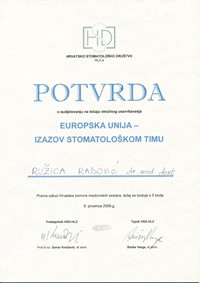 HD
HRVATSKO STOMATOLOŠKO DRUŠTVO
HLZ-a
POTVRDA
o sudjelovanju na tečaju stručnog usavršavanja
EUROPSKA UNIJA –
IZAZOV STOMATOLOŠKOM TIMU
RUŽICA RADOVIĆ dr med dent
Prema odluci Hrvatske komore medicinskih sestara, tečaj se boduje s 5 boda
9. prosinca 2006.g.
Predsjednik HSD-HLZ
Tajnik HSD-HLZ